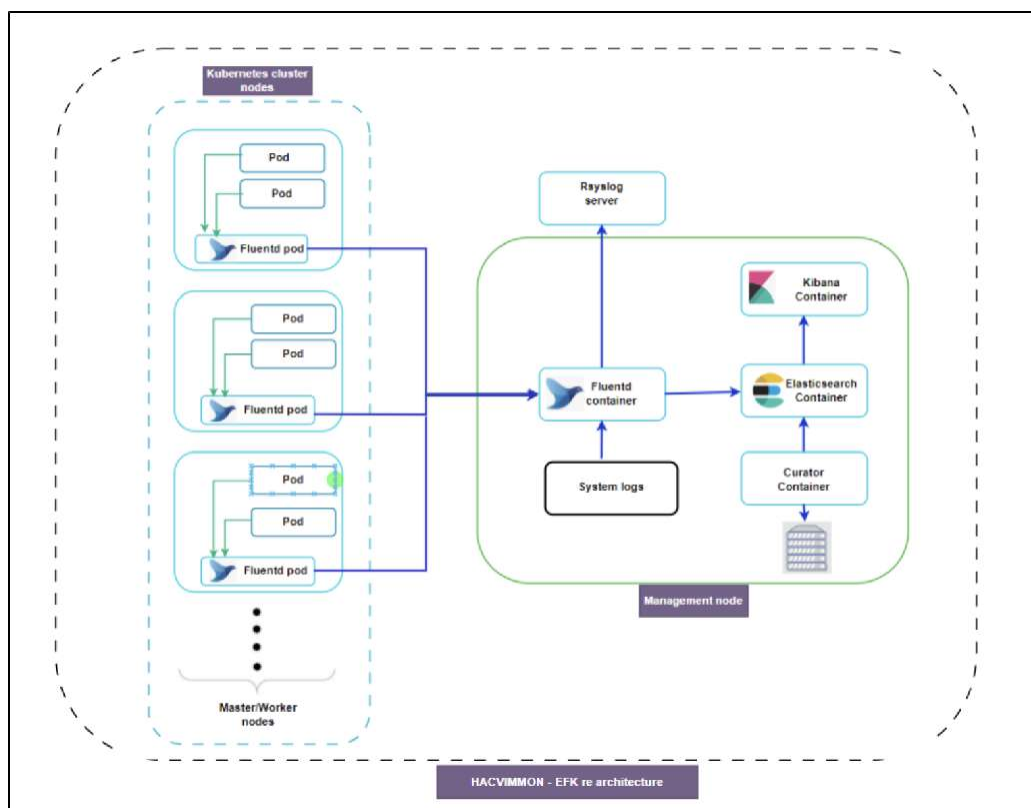 Kubernetes cluster
nodes
Pod
Pod
Fluentd pod
Pod
Pod
Fluentd pod
Pod
Pod
Fluentd pod
Master/Worker
nodes
Rsyslog
server
Kibana
Container
Fluentd
container
Elasticsearch
Container
System logs
Curator
Container
Management node
HACVIMMON - EFK re architecture